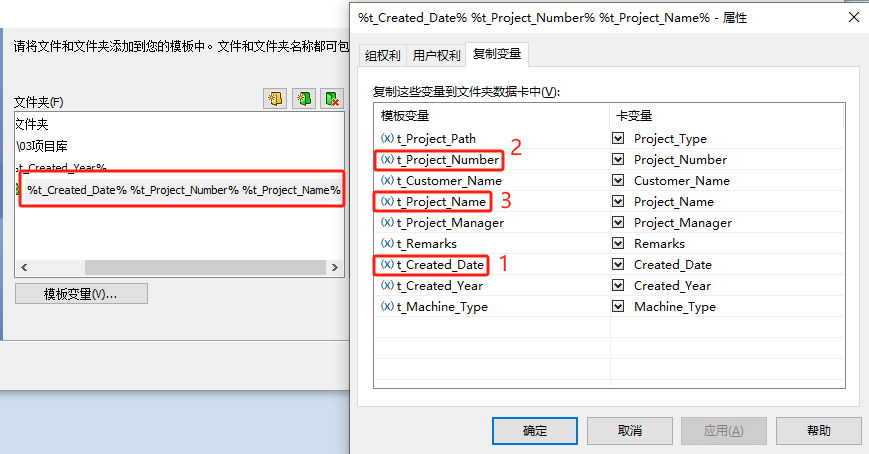 请将文件和文件夹添加到您的模板中。文件和文件夹名称都可包
文件夹(F)
文件夹
\03项目库
t_Created_Year%
%t_Created_Date% %t_Project_Number% %t_Project_Name%
模板变量(V)...
%t_Created_Date% %t_Project_Number% %t_Project_Name% - 属性
组权利 用户权利 复制变量
复制这些变量到文件夹数据卡中(V):
模板变量 卡变量
(x) t_Project_Path Project_Type
(x) t_Project_Number 2 Project_Number
(x) t_Customer_Name Customer_Name
(x) t_Project_Name 3 Project_Name
(x) t_Project_Manager Project_Manager
(x) t_Remarks Remarks
(x) t_Created_Date 1 Created_Date
(x) t_Created_Year Created_Year
(x) t_Machine_Type Machine_Type
确定 取消 应用(A) 帮助